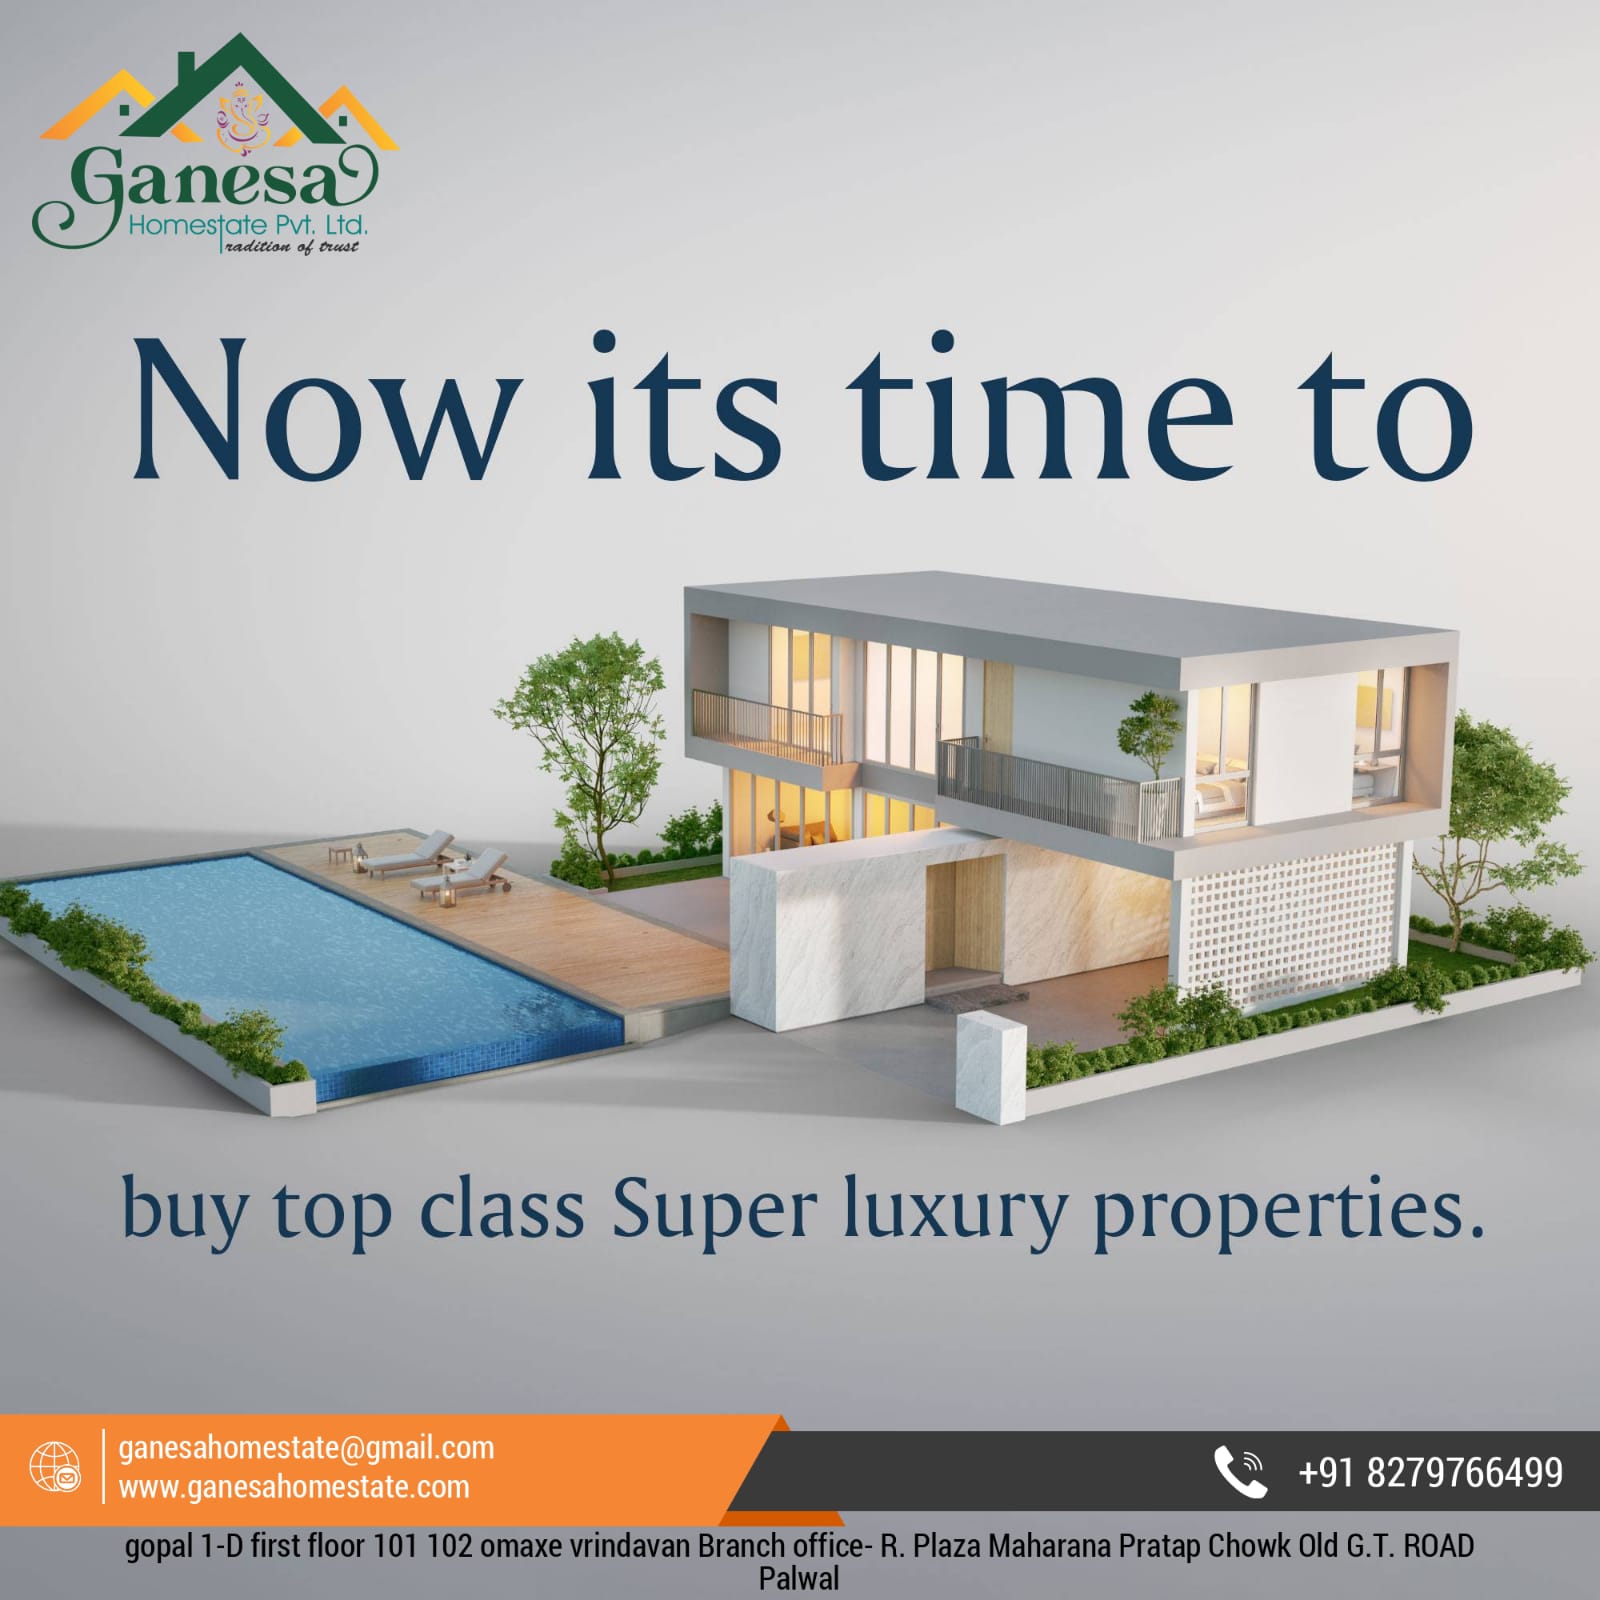 Ganesa
Homestate Pvt. Ltd.
Tradition of trust
Now its time to
buy top class Super luxury properties.
ganesahomestate@gmail.com
www.ganesahomestate.com
+91 8279766499
gopal 1-D first floor 101 102 omaxe vrindavan Branch office- R. Plaza Maharana Pratap Chowk Old G.T. ROAD
Palwal